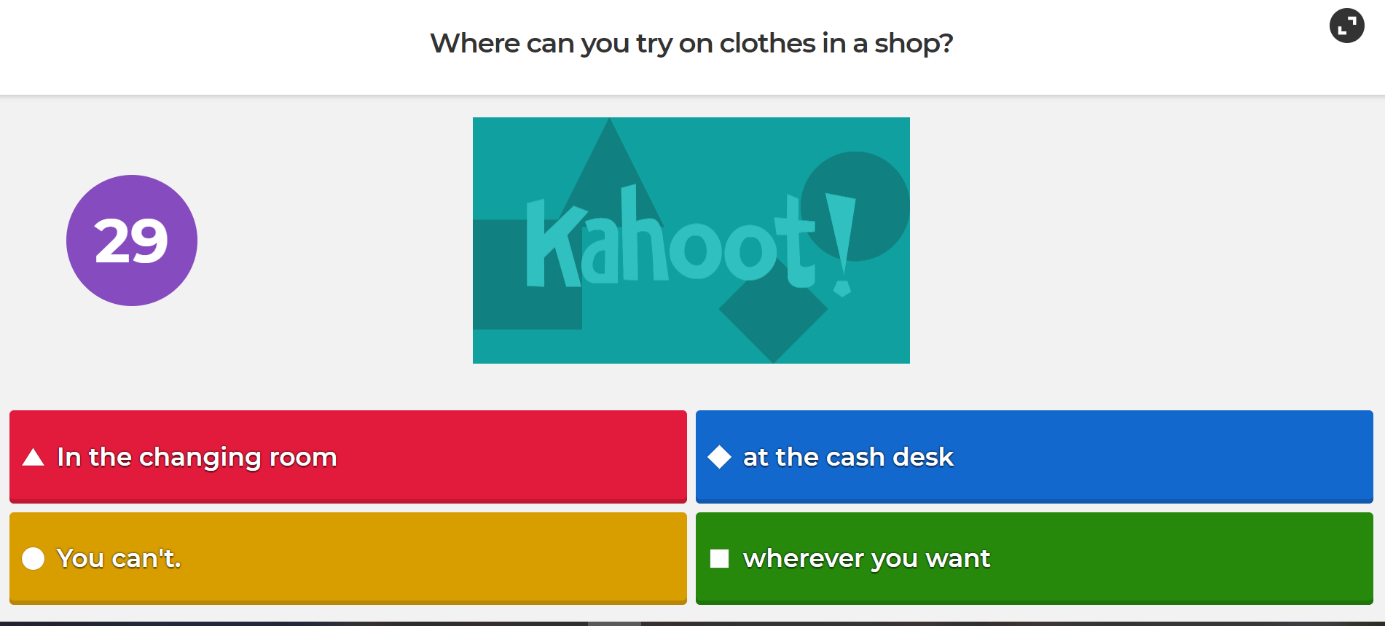 Where can you try on clothes in a shop?
29
Kahoot!
In the changing room
at the cash desk
You can't.
wherever you want